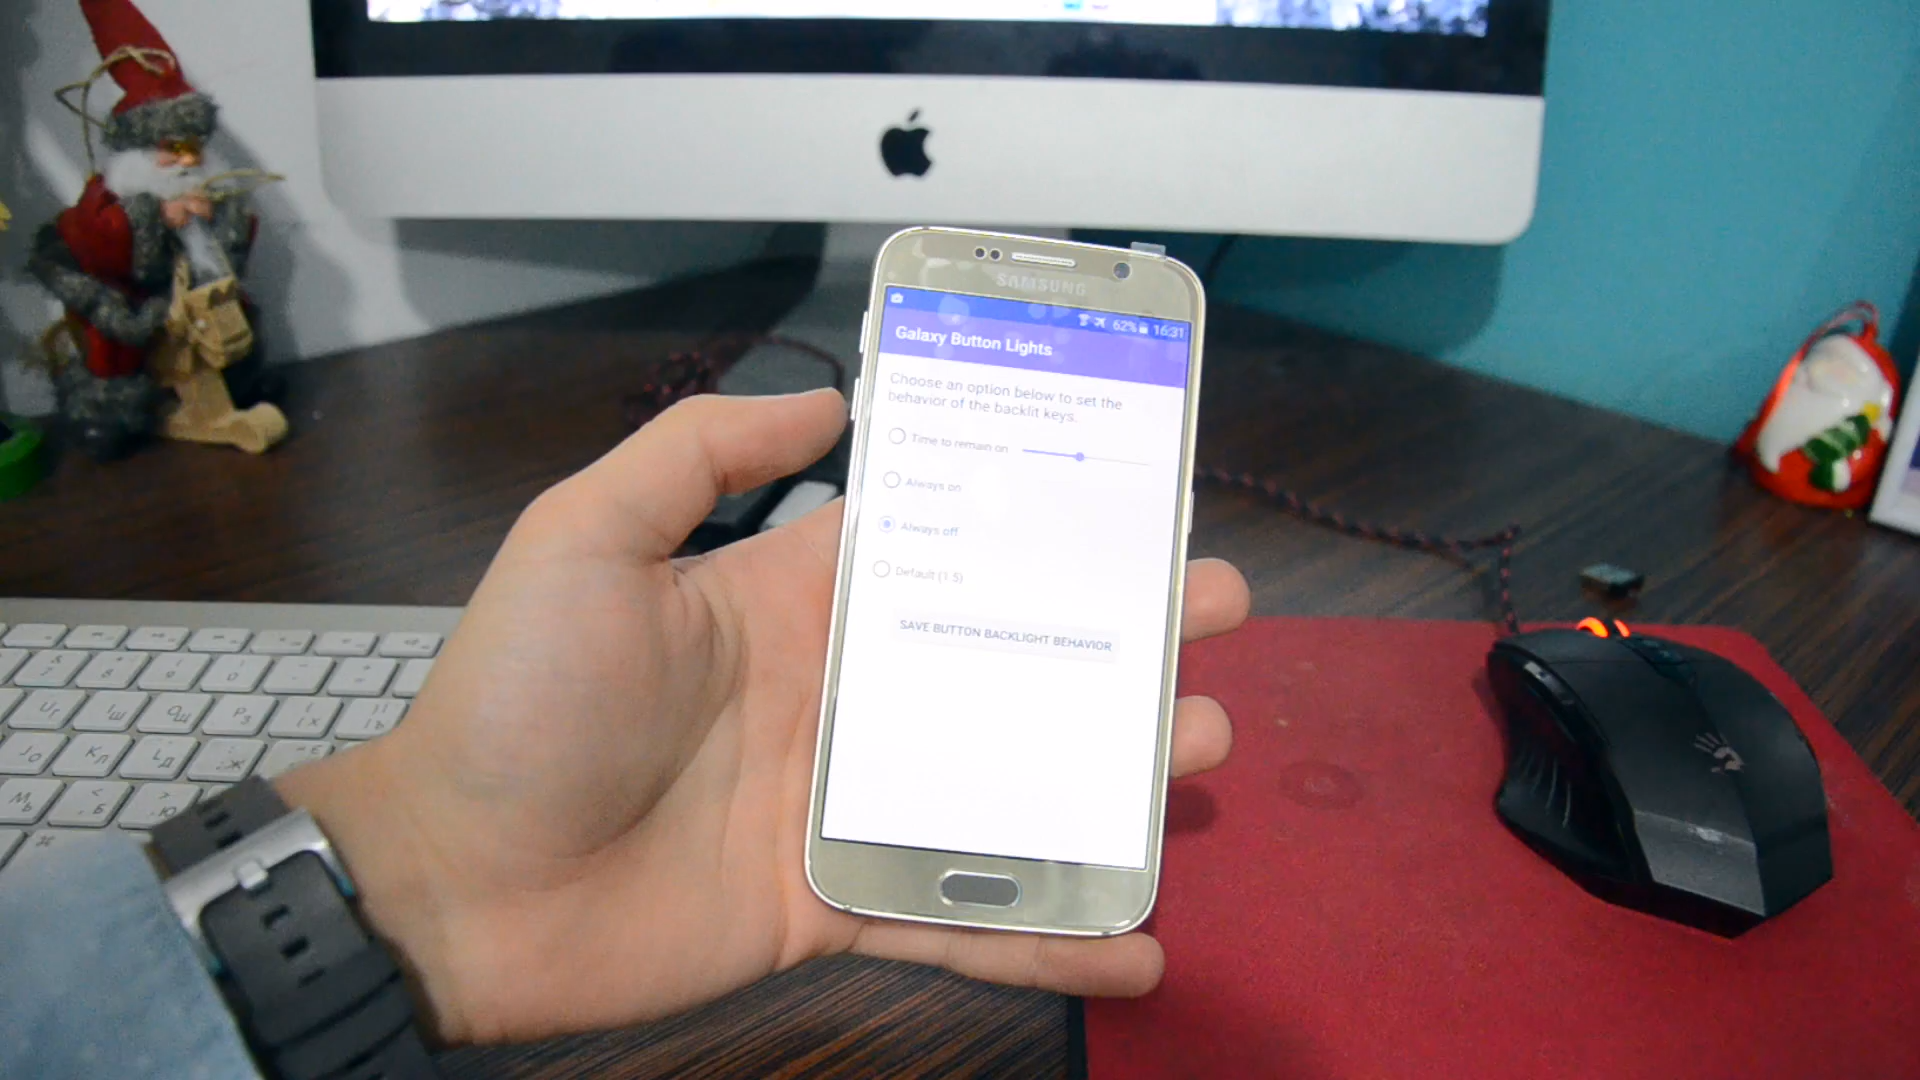 SAMSUNG
62% 16:31
Galaxy Button Lights
Choose an option below to set the
behavior of the backlit keys.
Time to remain on
Always on
Always off
Default (1.5)
SAVE BUTTON BACKLIGHT BEHAVIOR